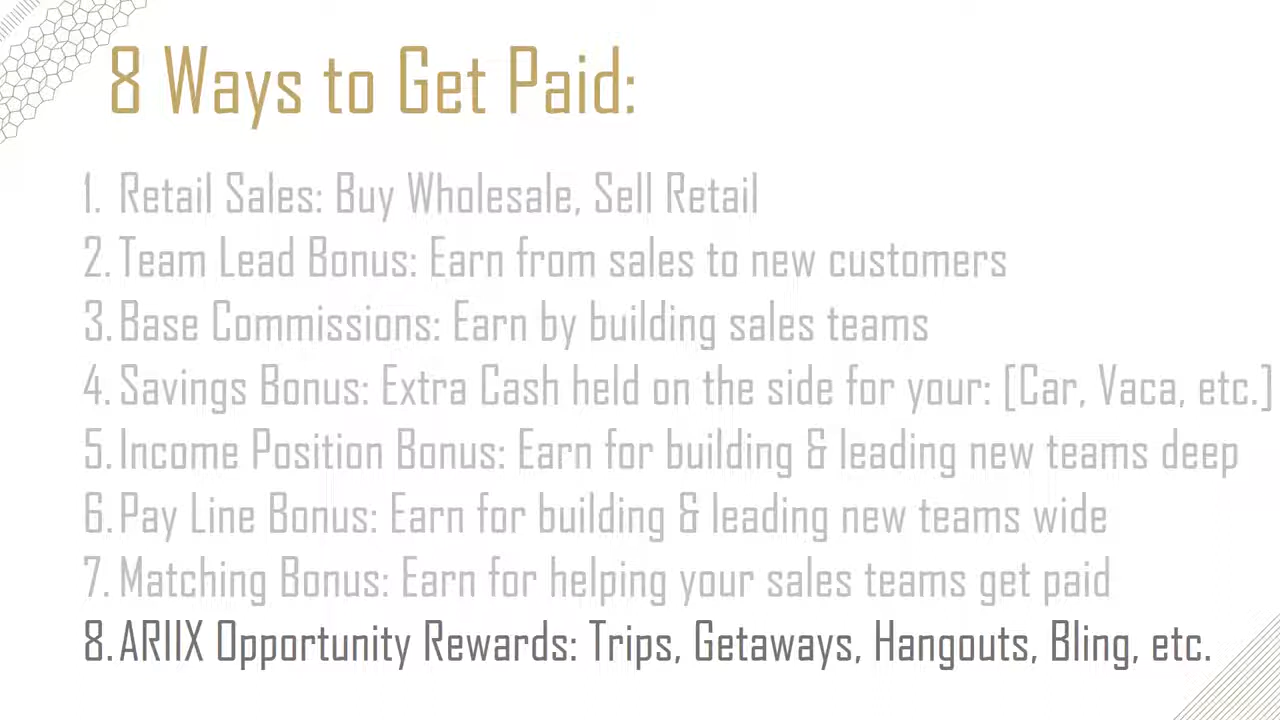 8 Ways to Get Paid:
1. Retail Sales: Buy Wholesale, Sell Retail
2. Team Lead Bonus: Earn from sales to new customers
3. Base Commissions: Earn by building sales teams
4. Savings Bonus: Extra Cash held on the side for your: [Car, Vaca, etc.]
5. Income Position Bonus: Earn for building & leading new teams deep
6. Pay Line Bonus: Earn for building & leading new teams wide
7. Matching Bonus: Earn for helping your sales teams get paid
8. ARIIX Opportunity Rewards: Trips, Getaways, Hangouts, Bling, etc.